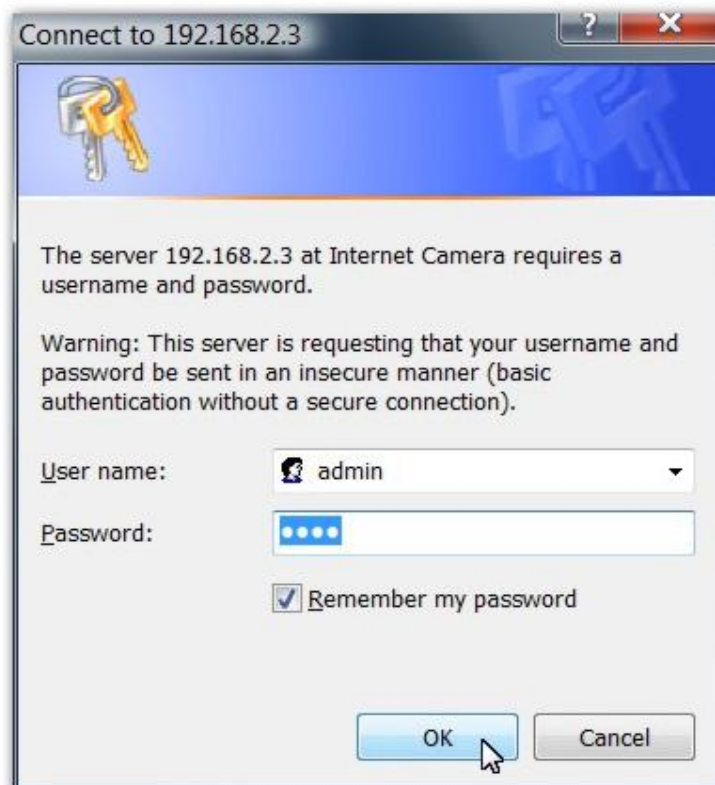 Connect to 192.168.2.3
?
The server 192.168.2.3 at Internet Camera requires a
username and password.
Warning: This server is requesting that your username and
password be sent in an insecure manner (basic
authentication without a secure connection).
User name:
admin
Password:
••••
Remember my password
OK
Cancel